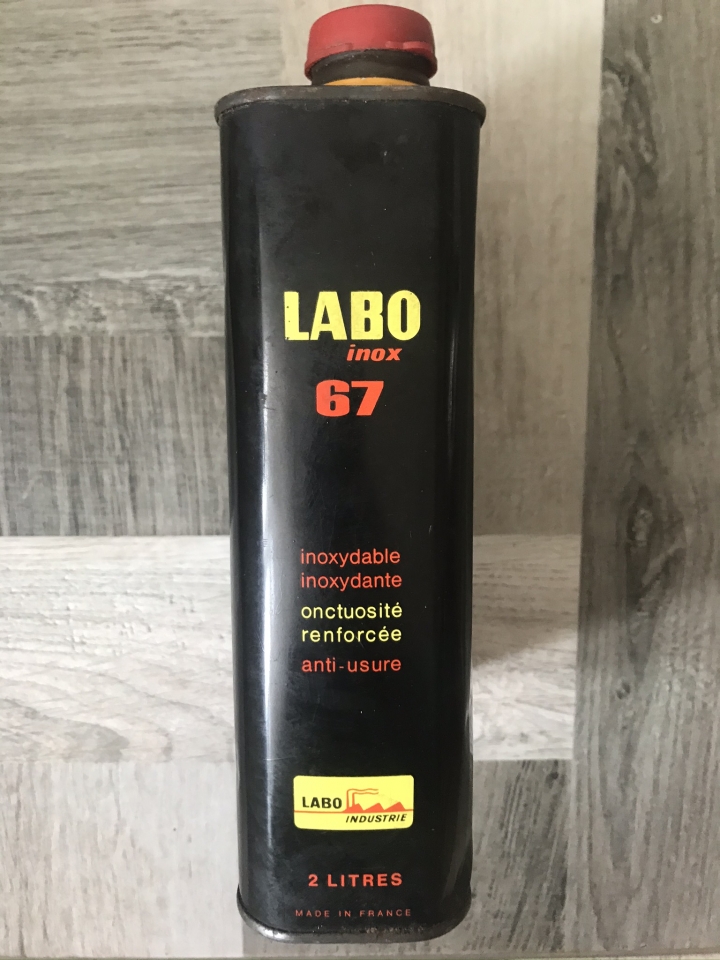 LABO
inox
67
inoxydable
inoxydante
onctuosité
renforcée
anti-usure
LABO
INDUSTRIE
2 LITRES
MADE IN FRANCE